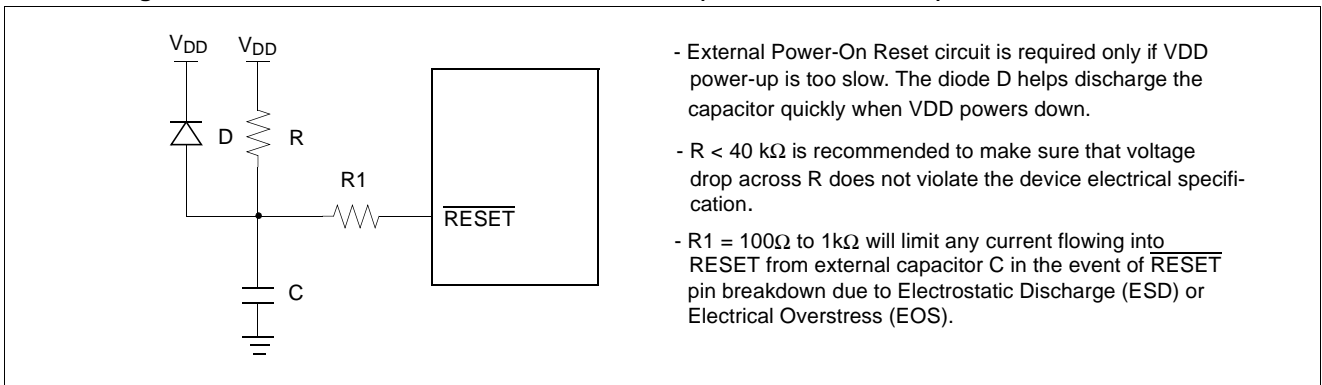 VDD VDD
D R
R1
RESET
C
- External Power-On Reset circuit is required only if VDD
power-up is too slow. The diode D helps discharge the
capacitor quickly when VDD powers down.
- R < 40 kΩ is recommended to make sure that voltage
drop across R does not violate the device electrical specifi-
cation.
- R1 = 100Ω to 1kΩ will limit any current flowing into
RESET from external capacitor C in the event of RESET
pin breakdown due to Electrostatic Discharge (ESD) or
Electrical Overstress (EOS).